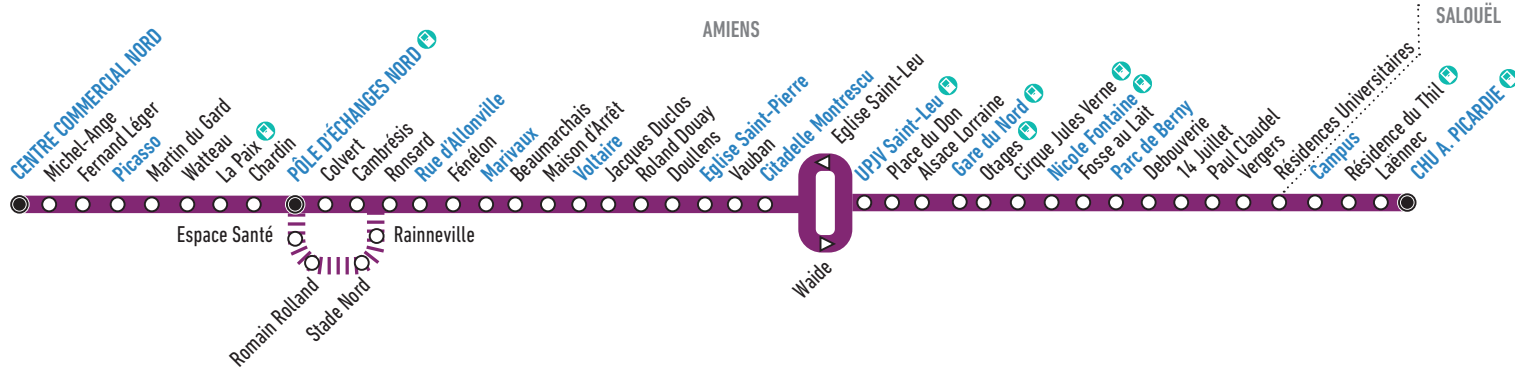 AMIENS
SALOUËL
CENTRE COMMERCIAL NORD
Michel-Ange
Fernand Léger
Picasso
Martin du Gard
Watteau
La Paix
Chardin
PÔLE D'ÉCHANGES NORD
Colvert
Cambrésis
Ronsard
Rue d'Allonville
Fénélon
Marivaux
Beaumarchais
Maison d'Arrêt
Voltaire
Jacques Duclos
Roland Douay
Doullens
Eglise Saint-Pierre
Vauban
Citadelle Montrescu
Eglise Saint-Leu
UPJV Saint-Leu
Place du Don
Alsace Lorraine
Gare du Nord
Otages
Cirque Jules Verne
Nicole Fontaine
Fosse au Lait
Parc de Berny
Debouverie
14 Juillet
Paul Claudel
Vergers
Résidences Universitaires
Campus
Résidence du Thil
Laënnec
CHU A. PICARDIE
Espace Santé
Rainneville
Romain Rolland
Stade Nord
Waide